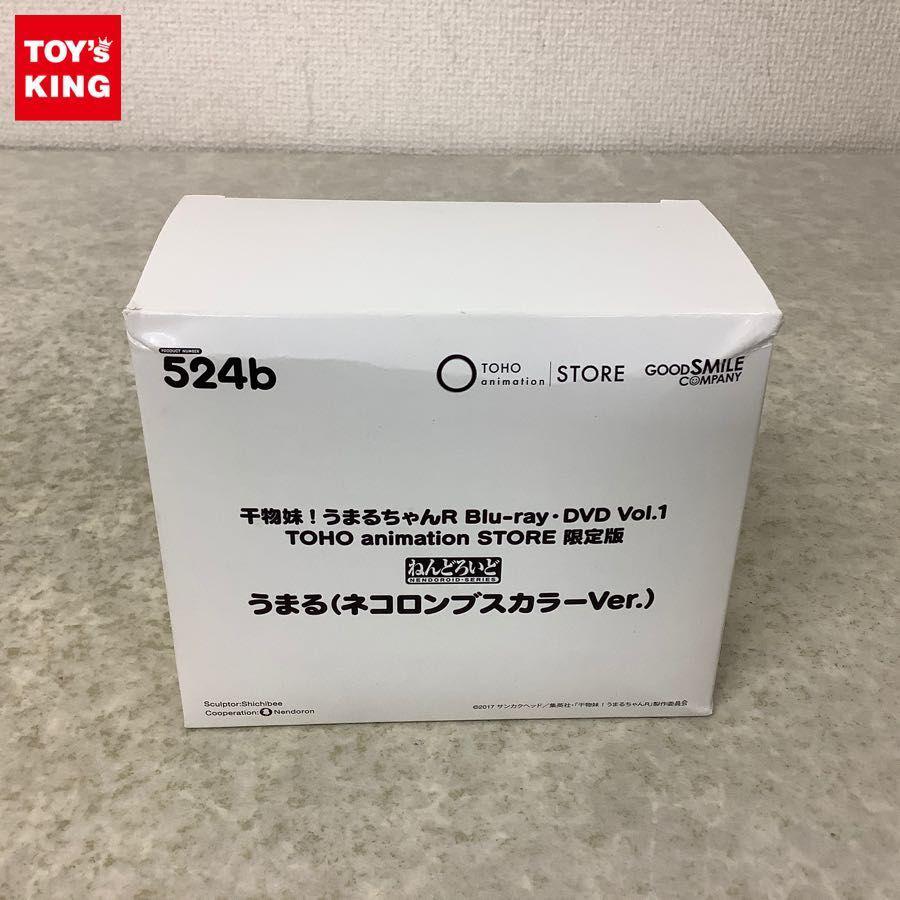 TOY's
KING
PRODUCT NUMBER
524b
TOHO
animation
STORE
GOOD SMILE
COMPANY
干物妹！うまるちゃんR Blu-ray・DVD Vol.1
TOHO animation STORE 限定版
ねんどろいど
NENDOROID-SERIES
うまる(ネコロンブスカラーVer.)
Sculptor:Shichibee
Cooperation: Nendoron
©2017 サンカクヘッド／集英社・「干物妹！うまるちゃんR」製作委員会